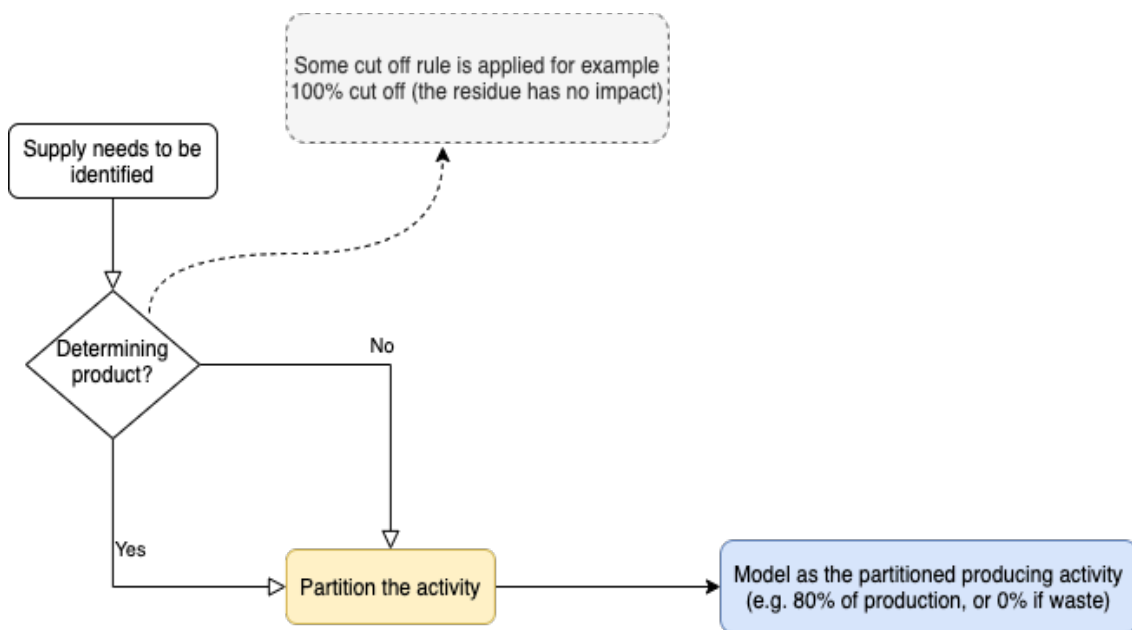 Some cut off rule is applied for example
100% cut off (the residue has no impact)
Supply needs to be
identified
Determining
product?
No
Yes
Partition the activity
Model as the partitioned producing activity
(e.g. 80% of production, or 0% if waste)